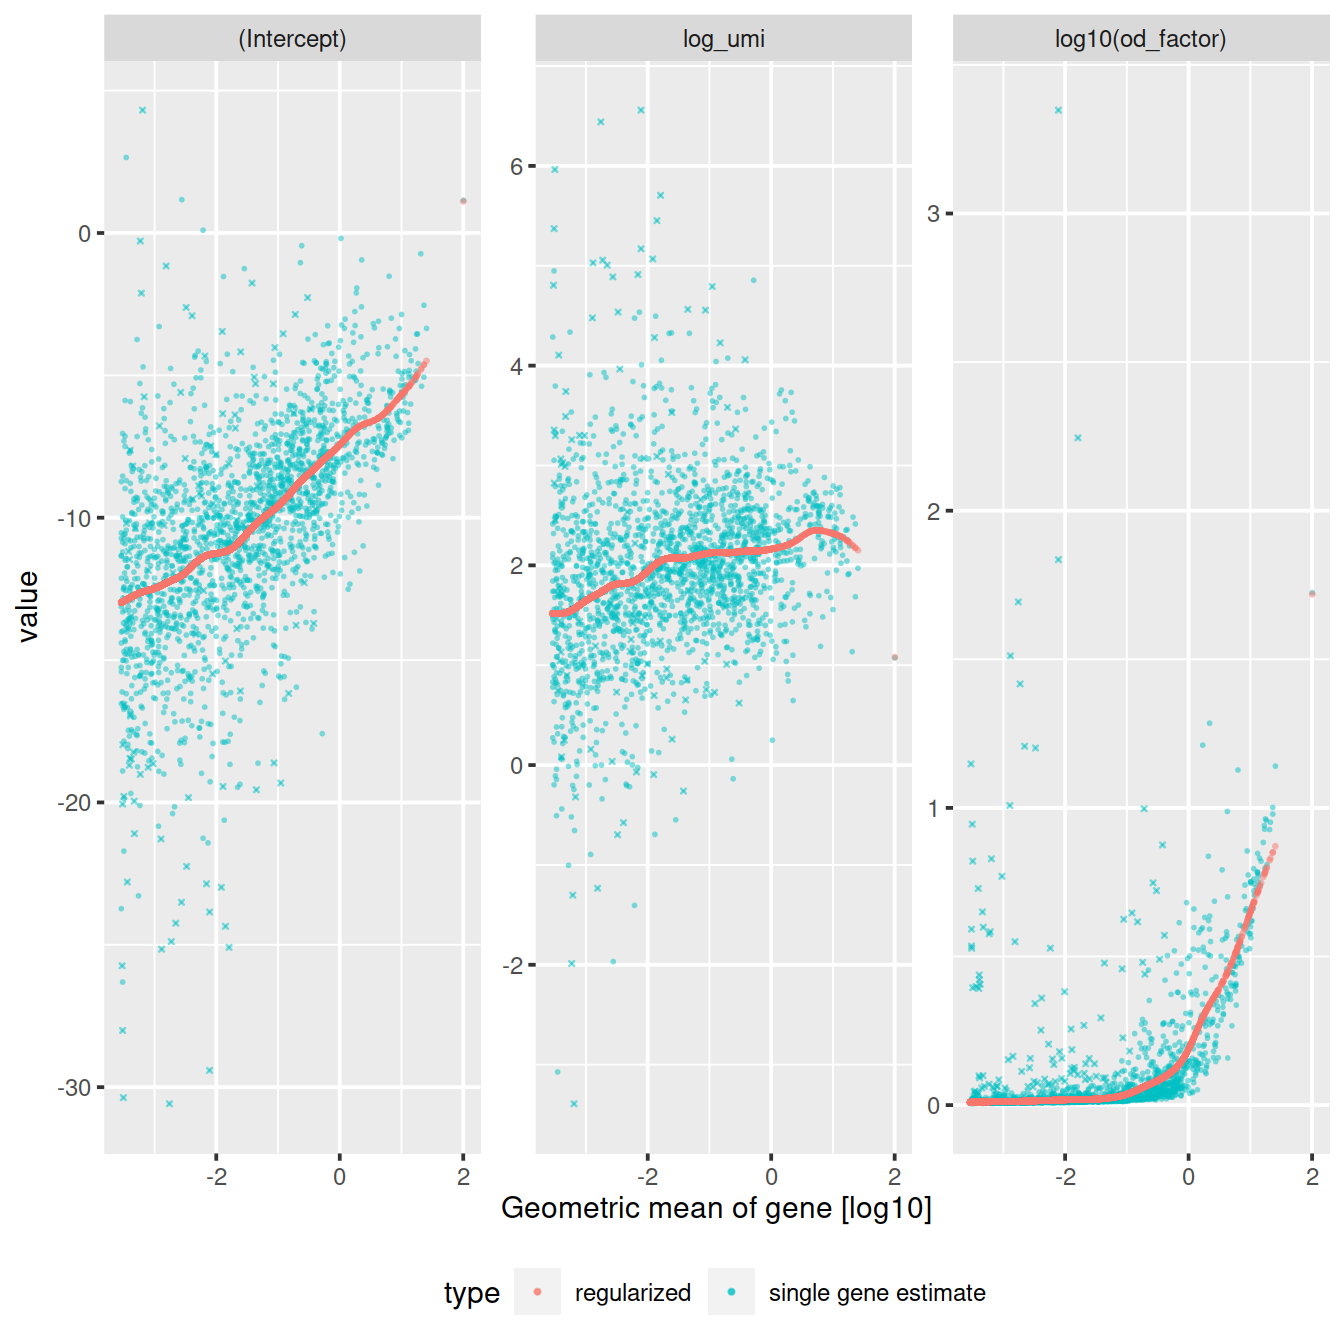 (Intercept) log_umi log10(od_factor)
0
-10
-20
-30
6
4
2
0
-2
3
2
1
0
value
-2 0 2 -2 0 2 -2 0 2
Geometric mean of gene [log10]
type regularized single gene estimate